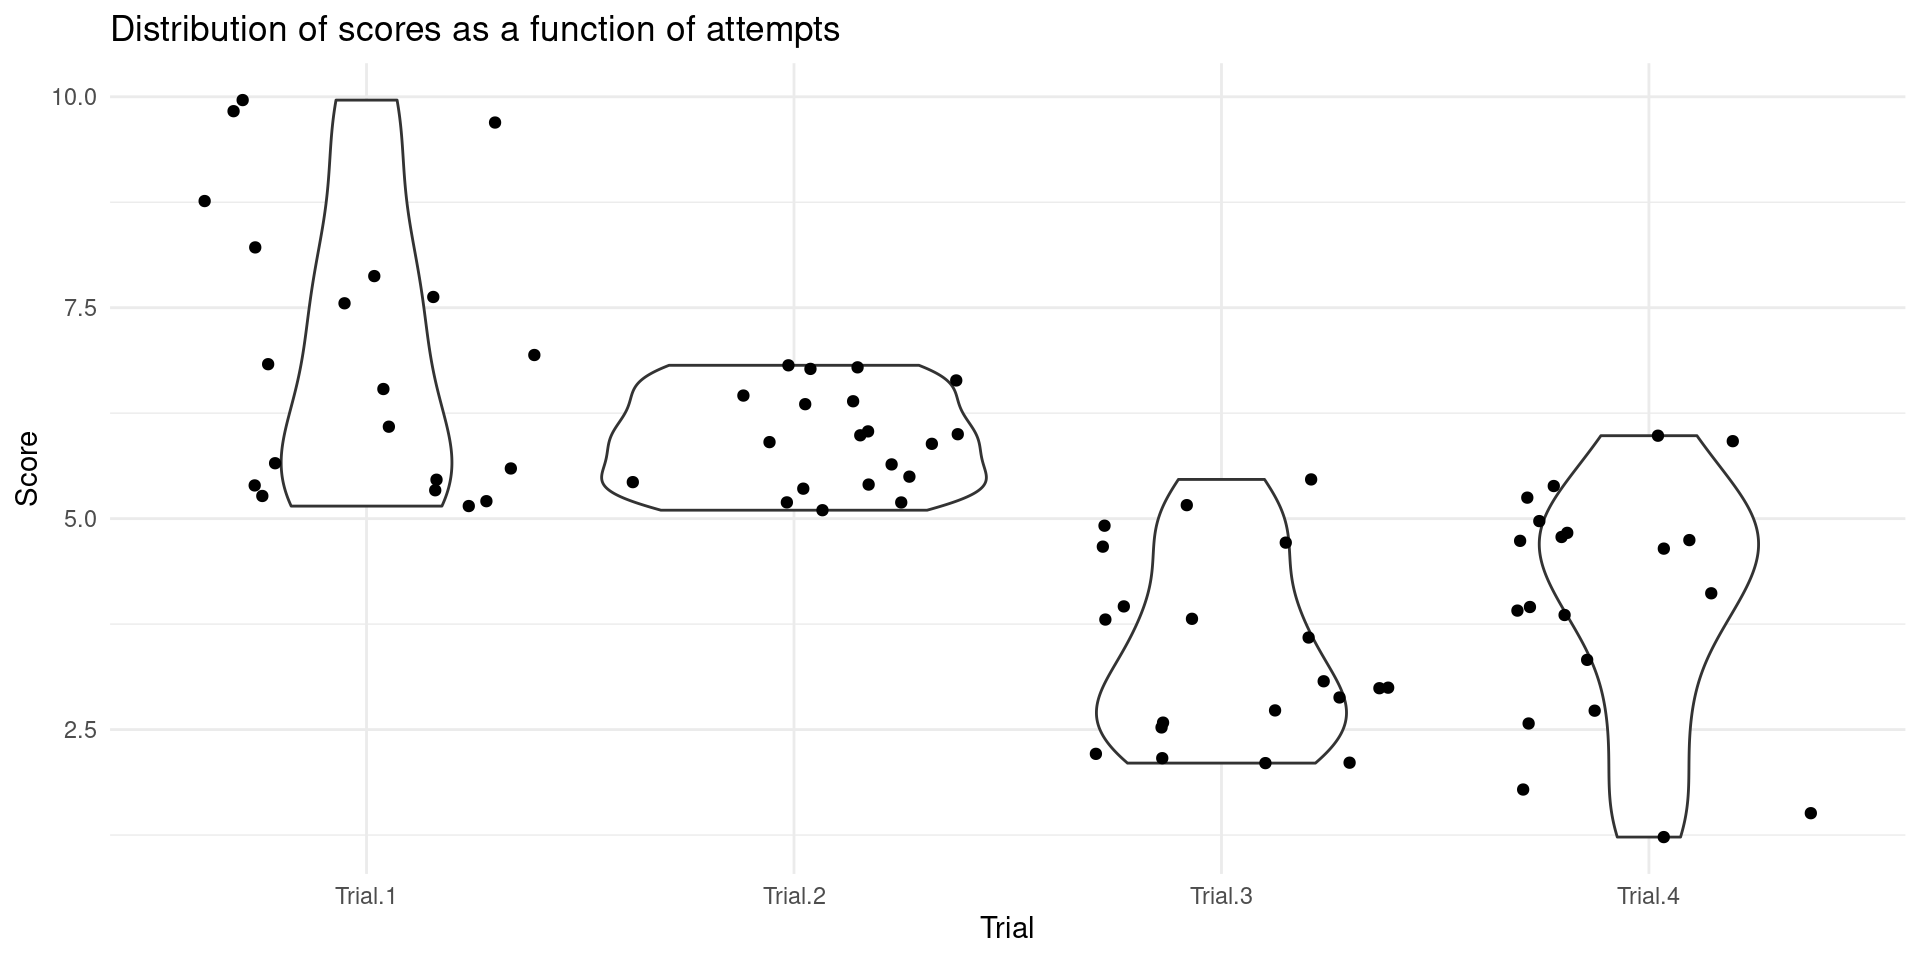 Distribution of scores as a function of attempts
10.0
7.5
5.0
2.5
Score
Trial.1
Trial.2
Trial.3
Trial.4
Trial